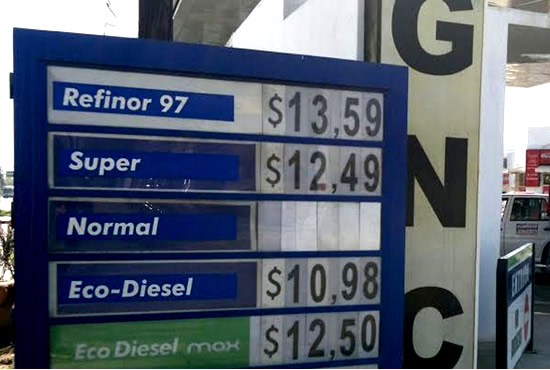 Refinor 97 $13,59
Super $12,49
Normal
Eco-Diesel $10,98
Eco Diesel max $12,50
G
N
C